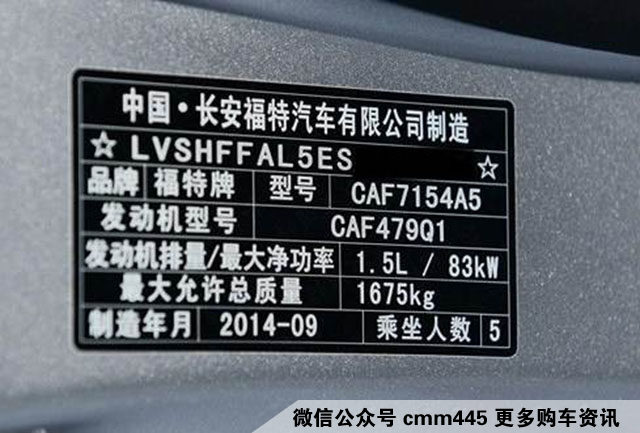 中国·长安福特汽车有限公司制造
☆LVSHFFAL5ES ☆
品牌 福特牌 型号 CAF7154A5
发动机型号 CAF479Q1
发动机排量/最大净功率 1.5L / 83kW
最大允许总质量 1675kg
制造年月 2014-09 乘坐人数 5
微信公众号 cmm445 更多购车资讯